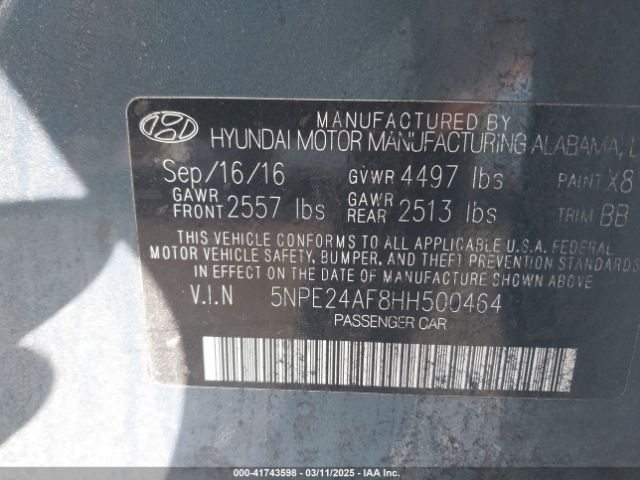 MANUFACTURED BY
HYUNDAI MOTOR MANUFACTURING ALABAMA, L
Sep/16/16 GVWR 4497 lbs PAINT X8
GAWR FRONT 2557 lbs GAWR REAR 2513 lbs TRIM BB
THIS VEHICLE CONFORMS TO ALL APPLICABLE U.S.A. FEDERAL
MOTOR VEHICLE SAFETY, BUMPER, AND THEFT PREVENTION STANDARDS
IN EFFECT ON THE DATE OF MANUFACTURE SHOWN ABOVE
V.I.N 5NPE24AF8HH500464
PASSENGER CAR
000-41743598 - 03/11/2025 - IAA Inc.